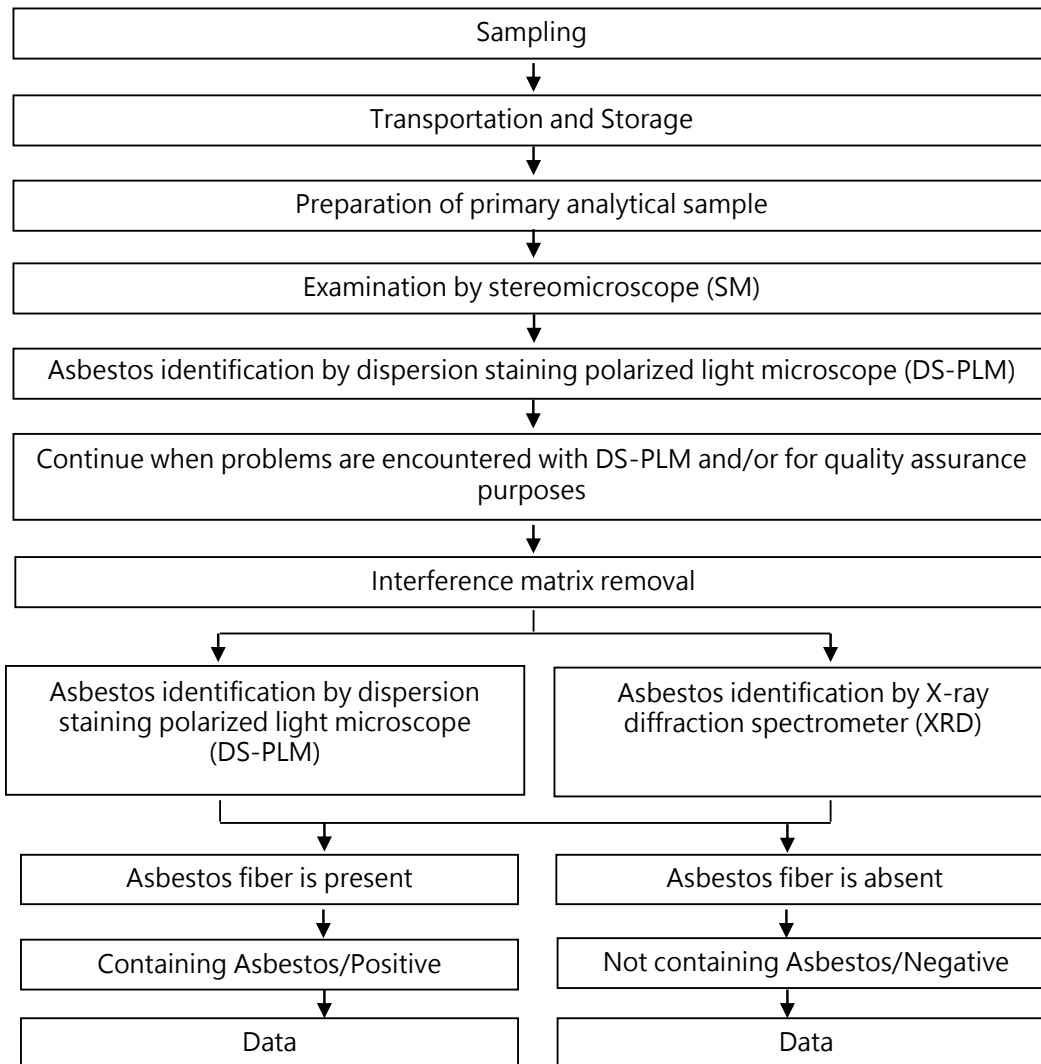 Sampling
Transportation and Storage
Preparation of primary analytical sample
Examination by stereomicroscope (SM)
Asbestos identification by dispersion staining polarized light microscope (DS-PLM)
Continue when problems are encountered with DS-PLM and/or for quality assurance
purposes
Interference matrix removal
Asbestos identification by dispersion
staining polarized light microscope
(DS-PLM)
Asbestos identification by X-ray
diffraction spectrometer (XRD)
Asbestos fiber is present
Asbestos fiber is absent
Containing Asbestos/Positive
Not containing Asbestos/Negative
Data
Data